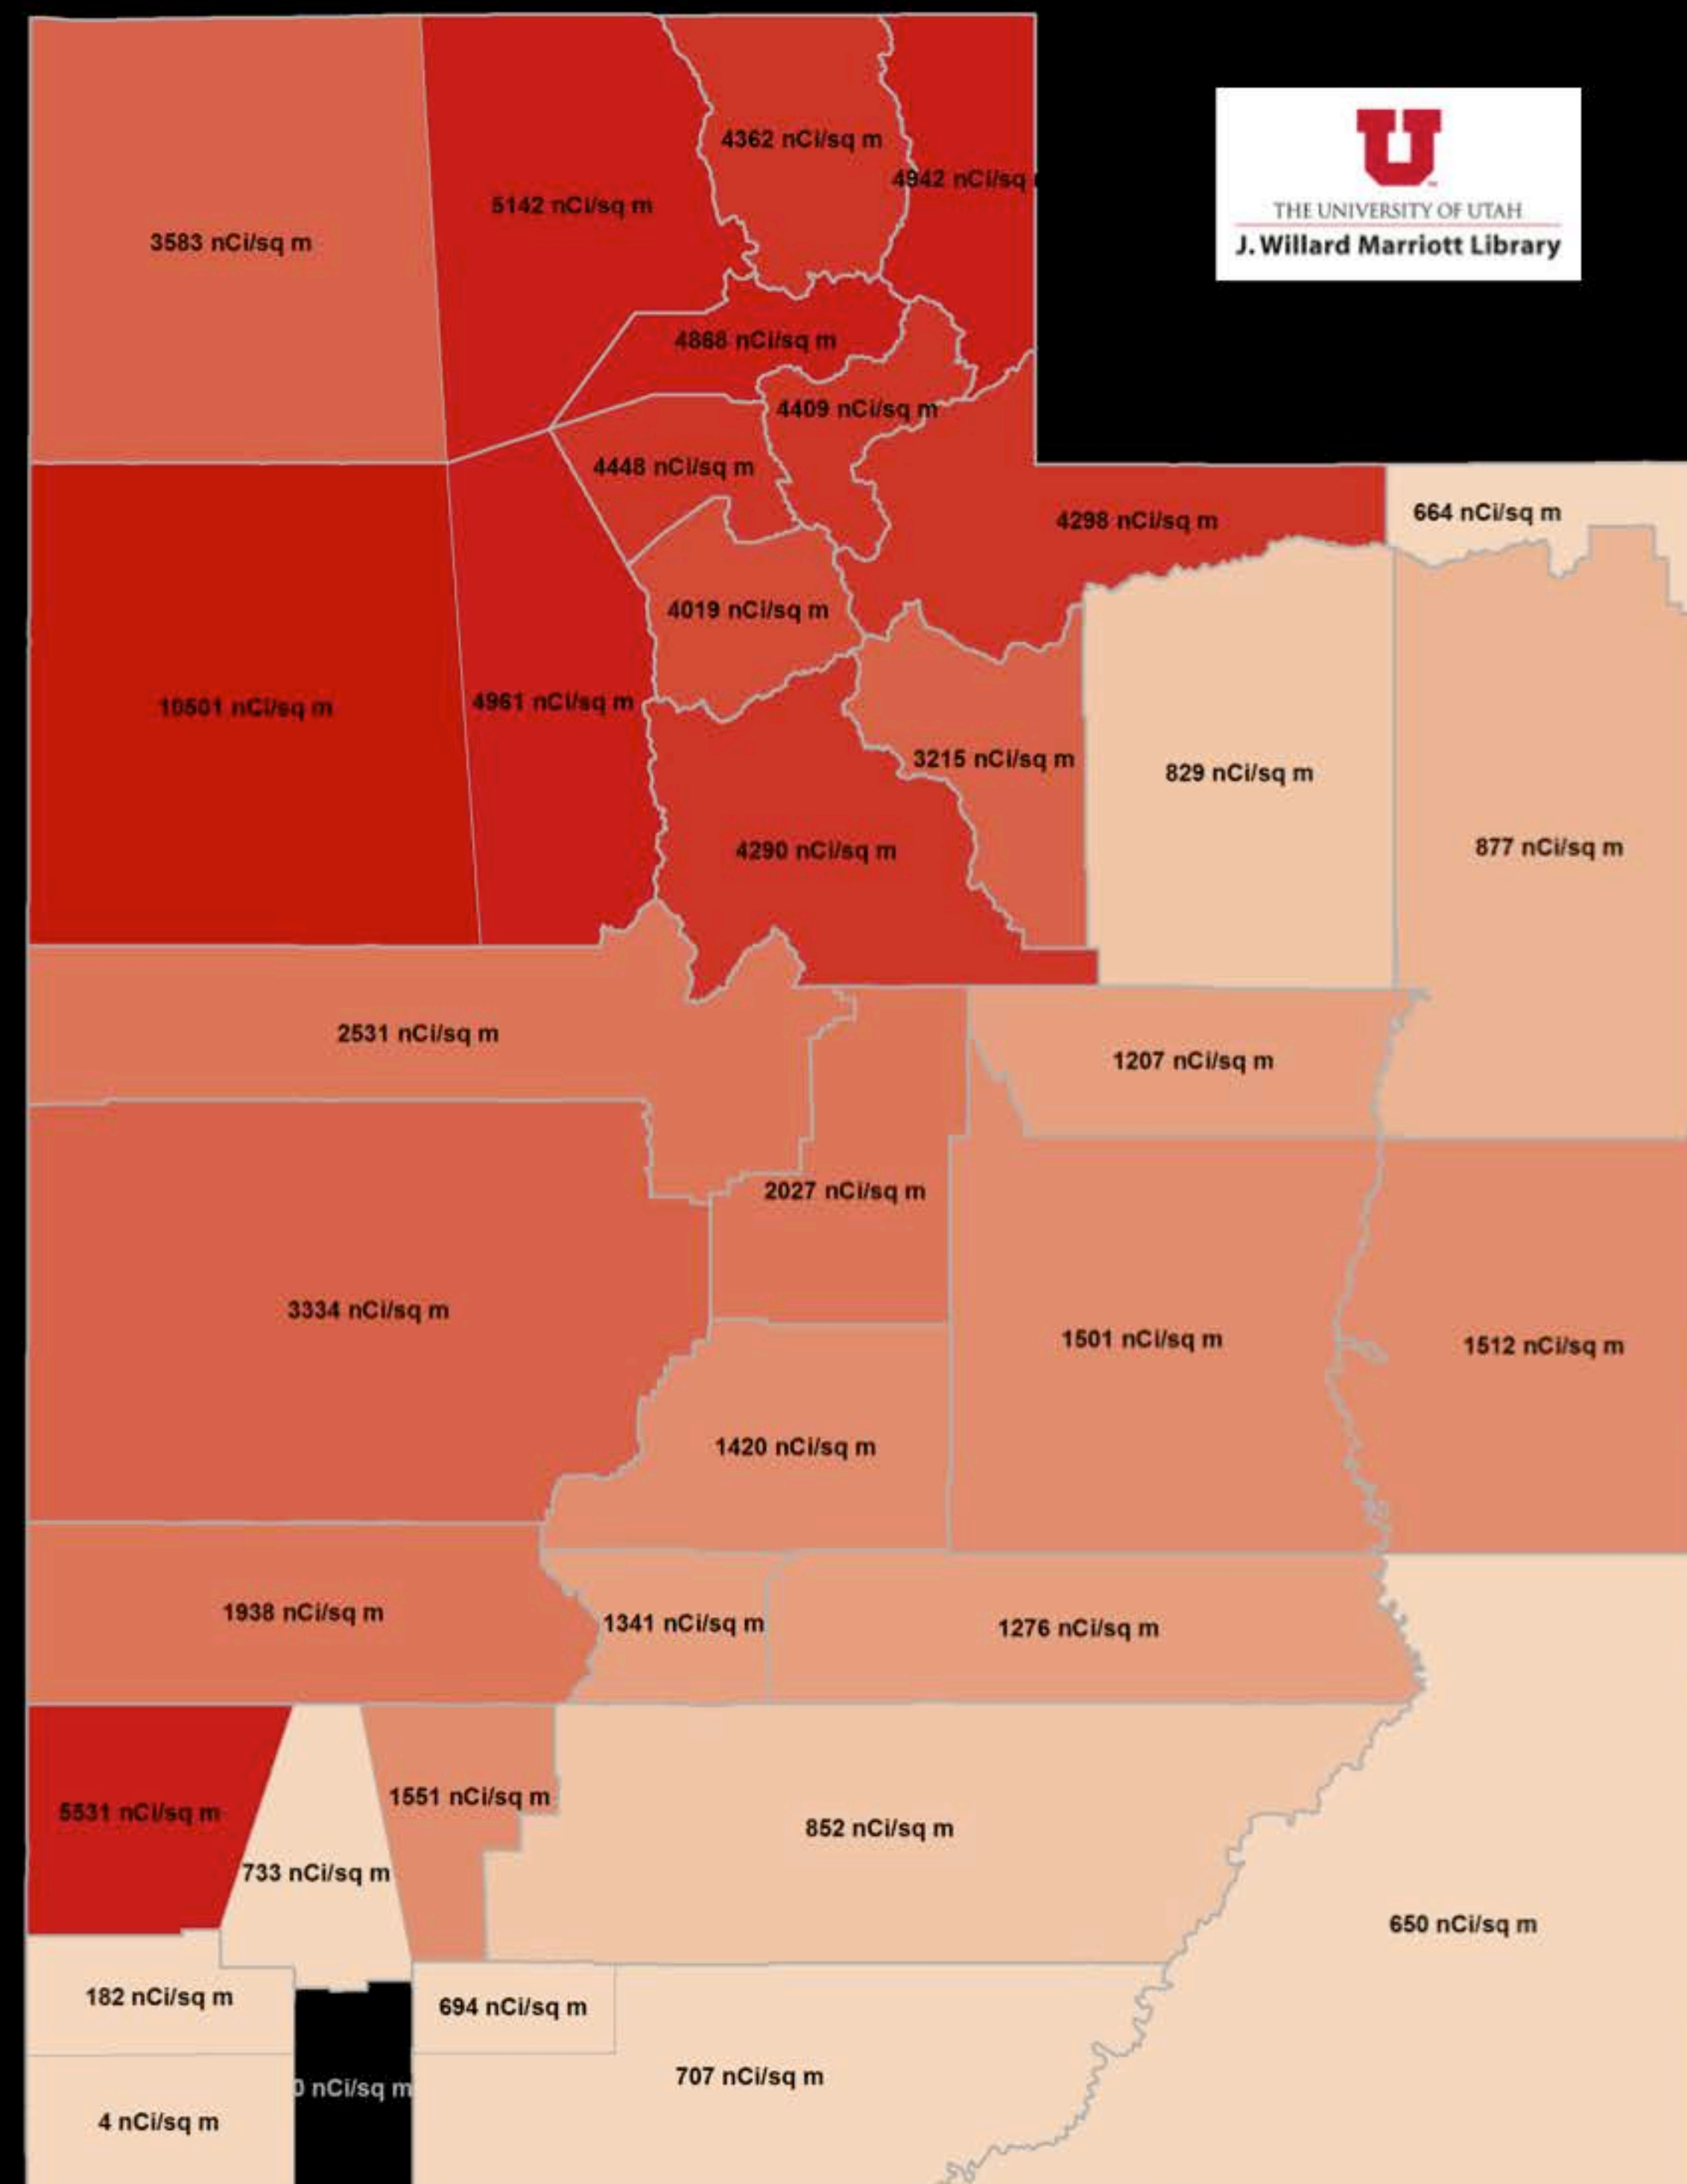 4362 nCi/sq m
4942 nCi/sq
5142 nCi/sq m
3583 nCi/sq m
U
THE UNIVERSITY OF UTAH
J. Willard Marriott Library
4868 nCi/sq m
4409 nCi/sq m
4448 nCi/sq m
4298 nCi/sq m
664 nCi/sq m
4019 nCi/sq m
10501 nCi/sq m
4961 nCi/sq m
3215 nCi/sq m
829 nCi/sq m
4290 nCi/sq m
877 nCi/sq m
2531 nCi/sq m
1207 nCi/sq m
2027 nCi/sq m
3334 nCi/sq m
1501 nCi/sq m
1512 nCi/sq m
1420 nCi/sq m
1938 nCi/sq m
1341 nCi/sq m
1276 nCi/sq m
5531 nCi/sq m
1551 nCi/sq m
852 nCi/sq m
733 nCi/sq m
650 nCi/sq m
182 nCi/sq m
694 nCi/sq m
0 nCi/sq m
707 nCi/sq m
4 nCi/sq m